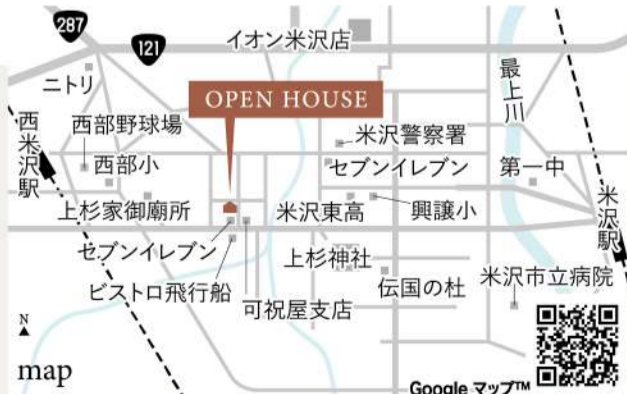 287
121
イオン米沢店
ニトリ
OPEN HOUSE
最上川
西米沢駅
西部野球場
米沢警察署
西部小
セブンイレブン
第一中
上杉家御廟所
米沢東高
興譲小
米沢駅
セブンイレブン
上杉神社
ビストロ飛行船
伝国の杜
米沢市立病院
可祝屋支店
N
map
Google マップ™